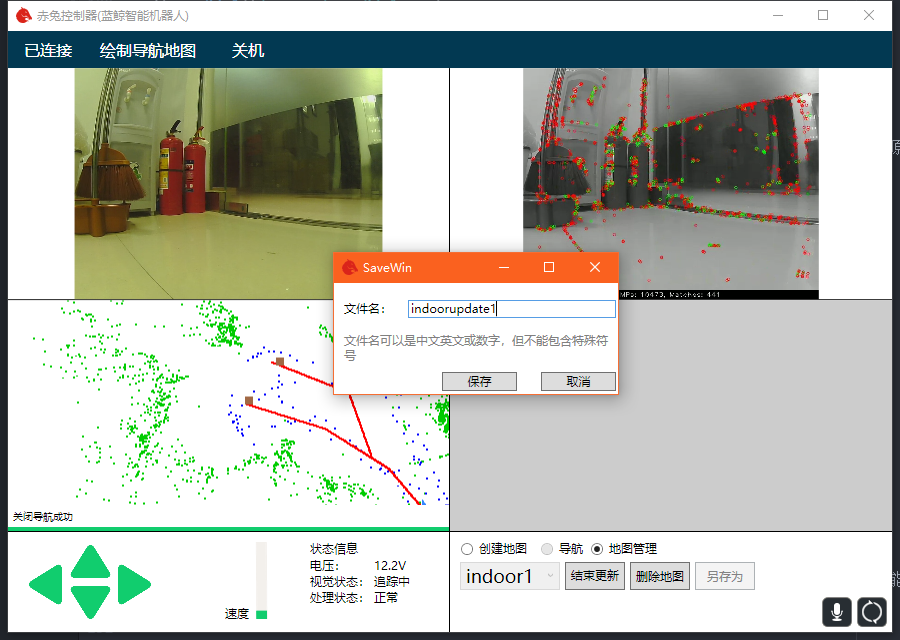 赤兔控制器(蓝鲸智能机器人)
已连接 绘制导航地图 关机
MPs: 10473, Matches: 441
SaveWin
文件名: indoorupdate1
文件名可以是中文英文或数字，但不能包含特殊符
号
保存 取消
关闭导航成功
速度
状态信息
电压: 12.2V
视觉状态: 追踪中
处理状态: 正常
创建地图 导航 地图管理
indoor1 结束更新 删除地图 另存为